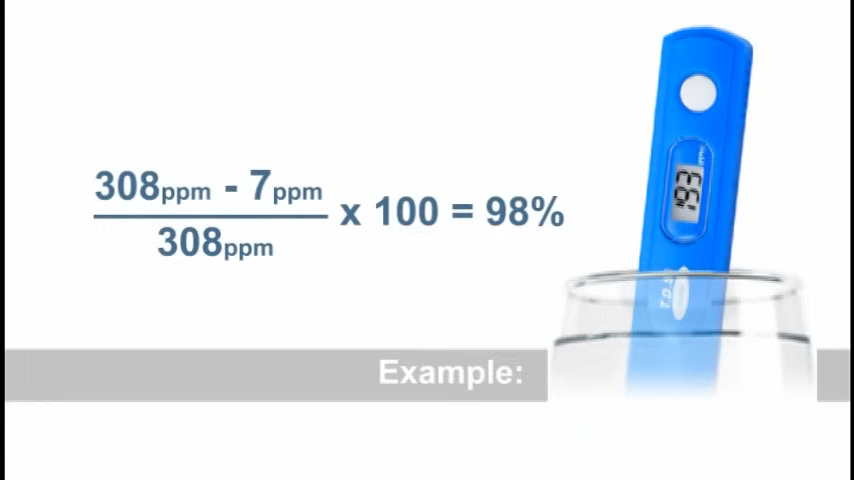 308ppm - 7ppm
308ppm
x 100 = 98%
193
T.D.S
Example: